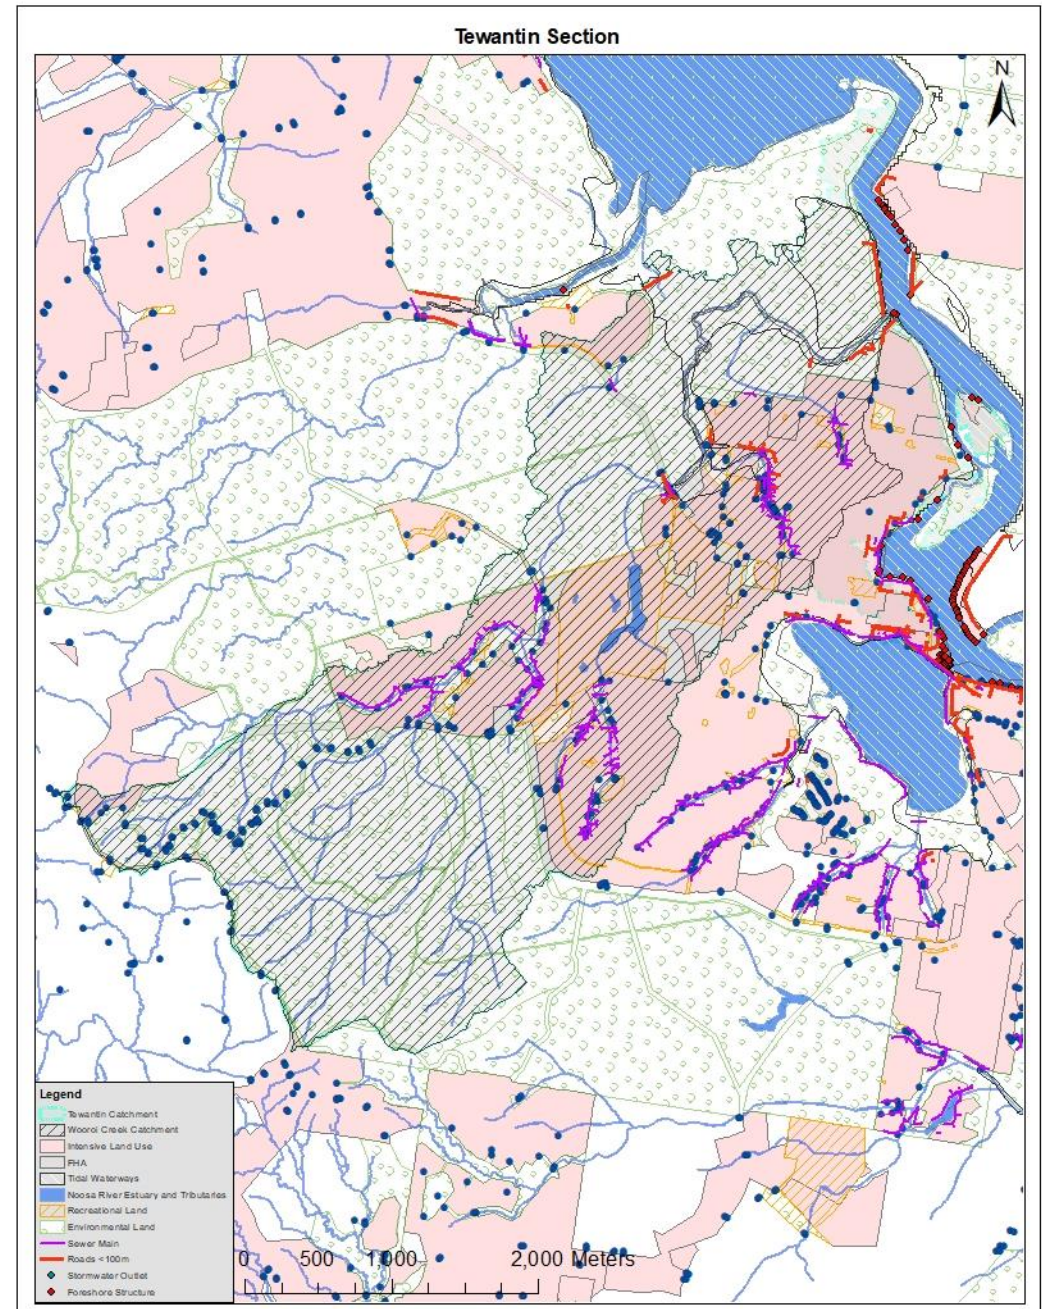 Tewantin Section
N
Legend
Tewantin Catchment
Wooroi Creek Catchment
Intensive Land Use
FHA
Tidal Waterways
Noosa River Estuary and Tributaries
Recreational Land
Environmental Land
Sewer Main
Roads <100m
Stormwater Outlet
Foreshore Structure
0 500 1,000 2,000 Meters